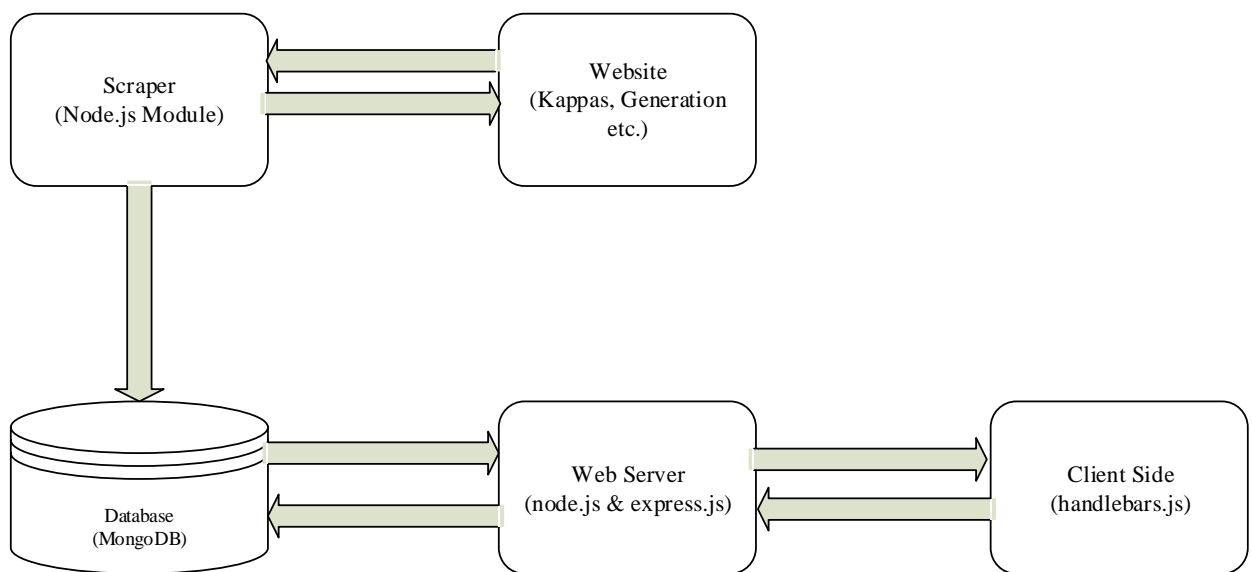 Scraper
(Node.js Module)
Website
(Kappas, Generation
etc.)
Database
(MongoDB)
Web Server
(node.js & express.js)
Client Side
(handlebars.js)